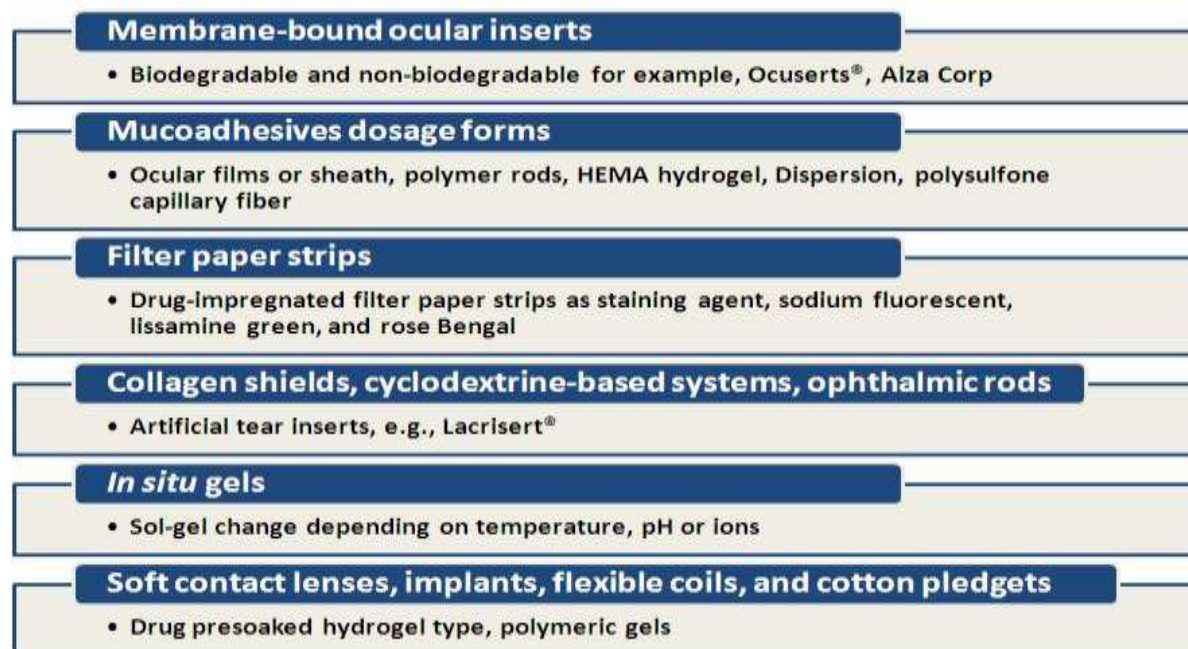 Membrane-bound ocular inserts
• Biodegradable and non-biodegradable for example, Ocuserts®, Alza Corp
Mucoadhesives dosage forms
• Ocular films or sheath, polymer rods, HEMA hydrogel, Dispersion, polysulfone
capillary fiber
Filter paper strips
• Drug-impregnated filter paper strips as staining agent, sodium fluorescent,
lissamine green, and rose Bengal
Collagen shields, cyclodextrine-based systems, ophthalmic rods
• Artificial tear inserts, e.g., Lacrisert®
In situ gels
• Sol-gel change depending on temperature, pH or ions
Soft contact lenses, implants, flexible coils, and cotton pledgets
• Drug presoaked hydrogel type, polymeric gels